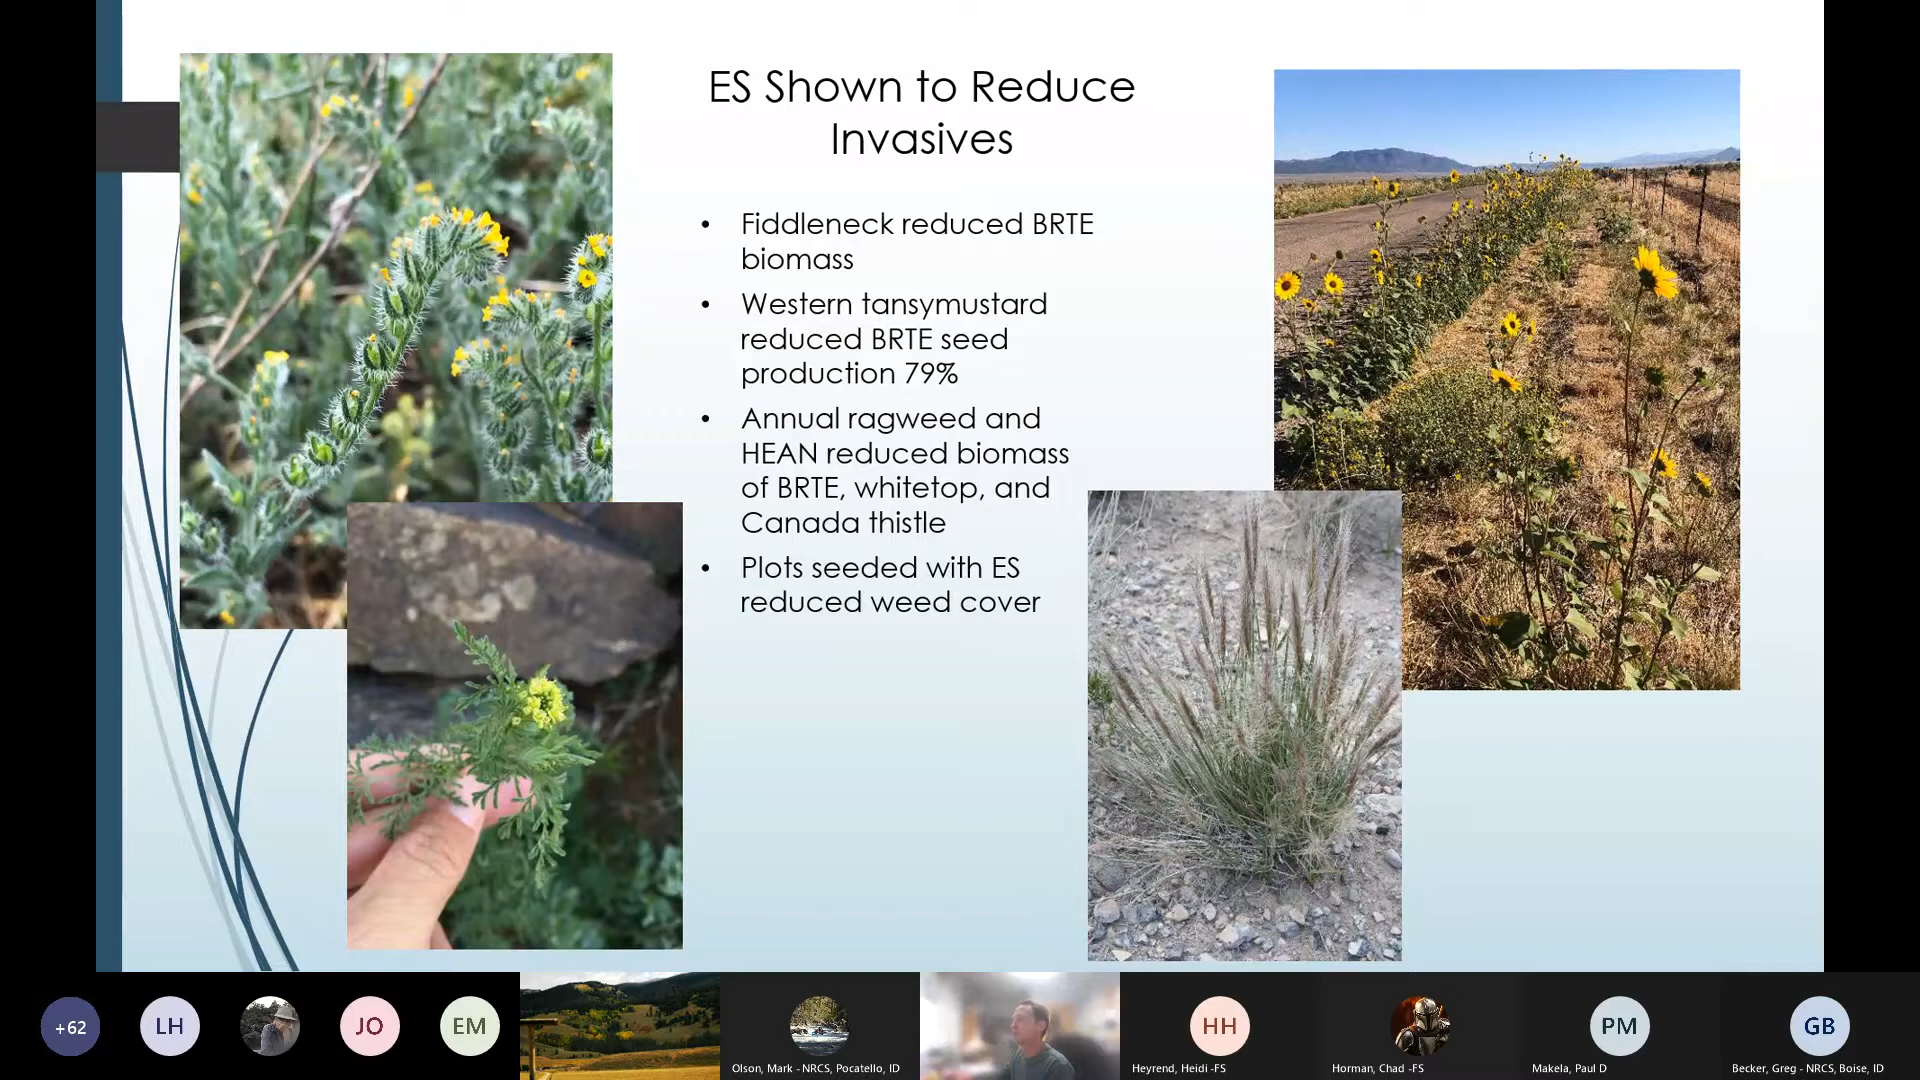 ES Shown to Reduce
Invasives
• Fiddleneck reduced BRTE
biomass
• Western tansymustard
reduced BRTE seed
production 79%
• Annual ragweed and
HEAN reduced biomass
of BRTE, whitetop, and
Canada thistle
• Plots seeded with ES
reduced weed cover
+62
LH
JO
EM
Olson, Mark - NRCS, Pocatello, ID
HH
Heyrend, Heidi -FS
Horman, Chad -FS
PM
Makela, Paul D
GB
Becker, Greg - NRCS, Boise, ID